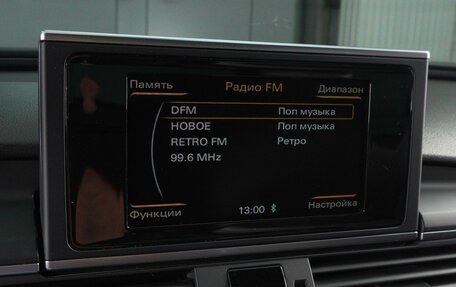 Память Радио FM Диапазон
DFM Поп музыка
НОВОЕ Поп музыка
RETRO FM Ретро
99.6 MHz
Функции 13:00 Настройка